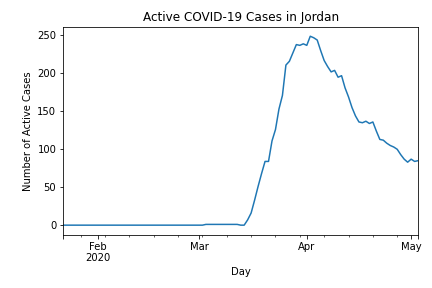 Active COVID-19 Cases in Jordan
Number of Active Cases
250
200
150
100
50
0
Feb
2020
Mar
Apr
May
Day